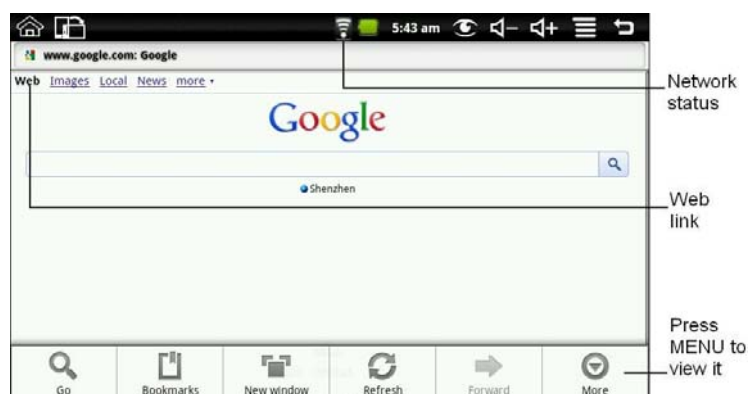 5:43 am
www.google.com: Google
Web Images Local News more
Google
Shenzhen
Network
status
Web
link
Press
MENU to
view it
Go Bookmarks New window Refresh Forward More